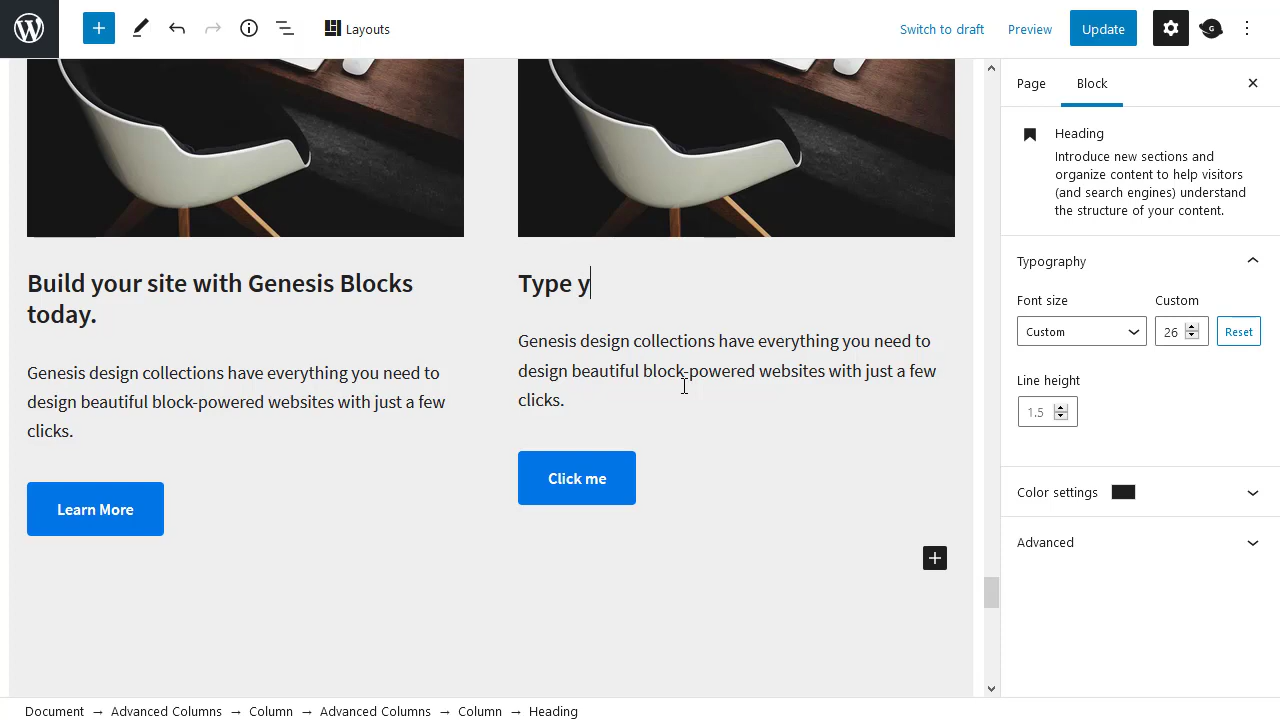 Layouts
Switch to draft
Preview
Update
G
Page
Block
Heading
Introduce new sections and
organize content to help visitors
(and search engines) understand
the structure of your content.
Typography
Font size
Custom
Custom
26
Reset
Line height
1.5
Color settings
Advanced
Build your site with Genesis Blocks
today.
Genesis design collections have everything you need to
design beautiful block-powered websites with just a few
clicks.
Learn More
Type y
Genesis design collections have everything you need to
design beautiful block-powered websites with just a few
clicks.
Click me
Document → Advanced Columns → Column → Advanced Columns → Column → Heading